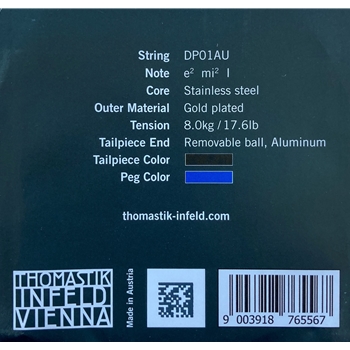 String DP01AU
Note e² mi² I
Core Stainless steel
Outer Material Gold plated
Tension 8.0kg / 17.6lb
Tailpiece End Removable ball, Aluminum
Tailpiece Color
Peg Color
thomastik-infeld.com
THOMASTIK
INFELD
VIENNA
Made in Austria
9 003918 765567